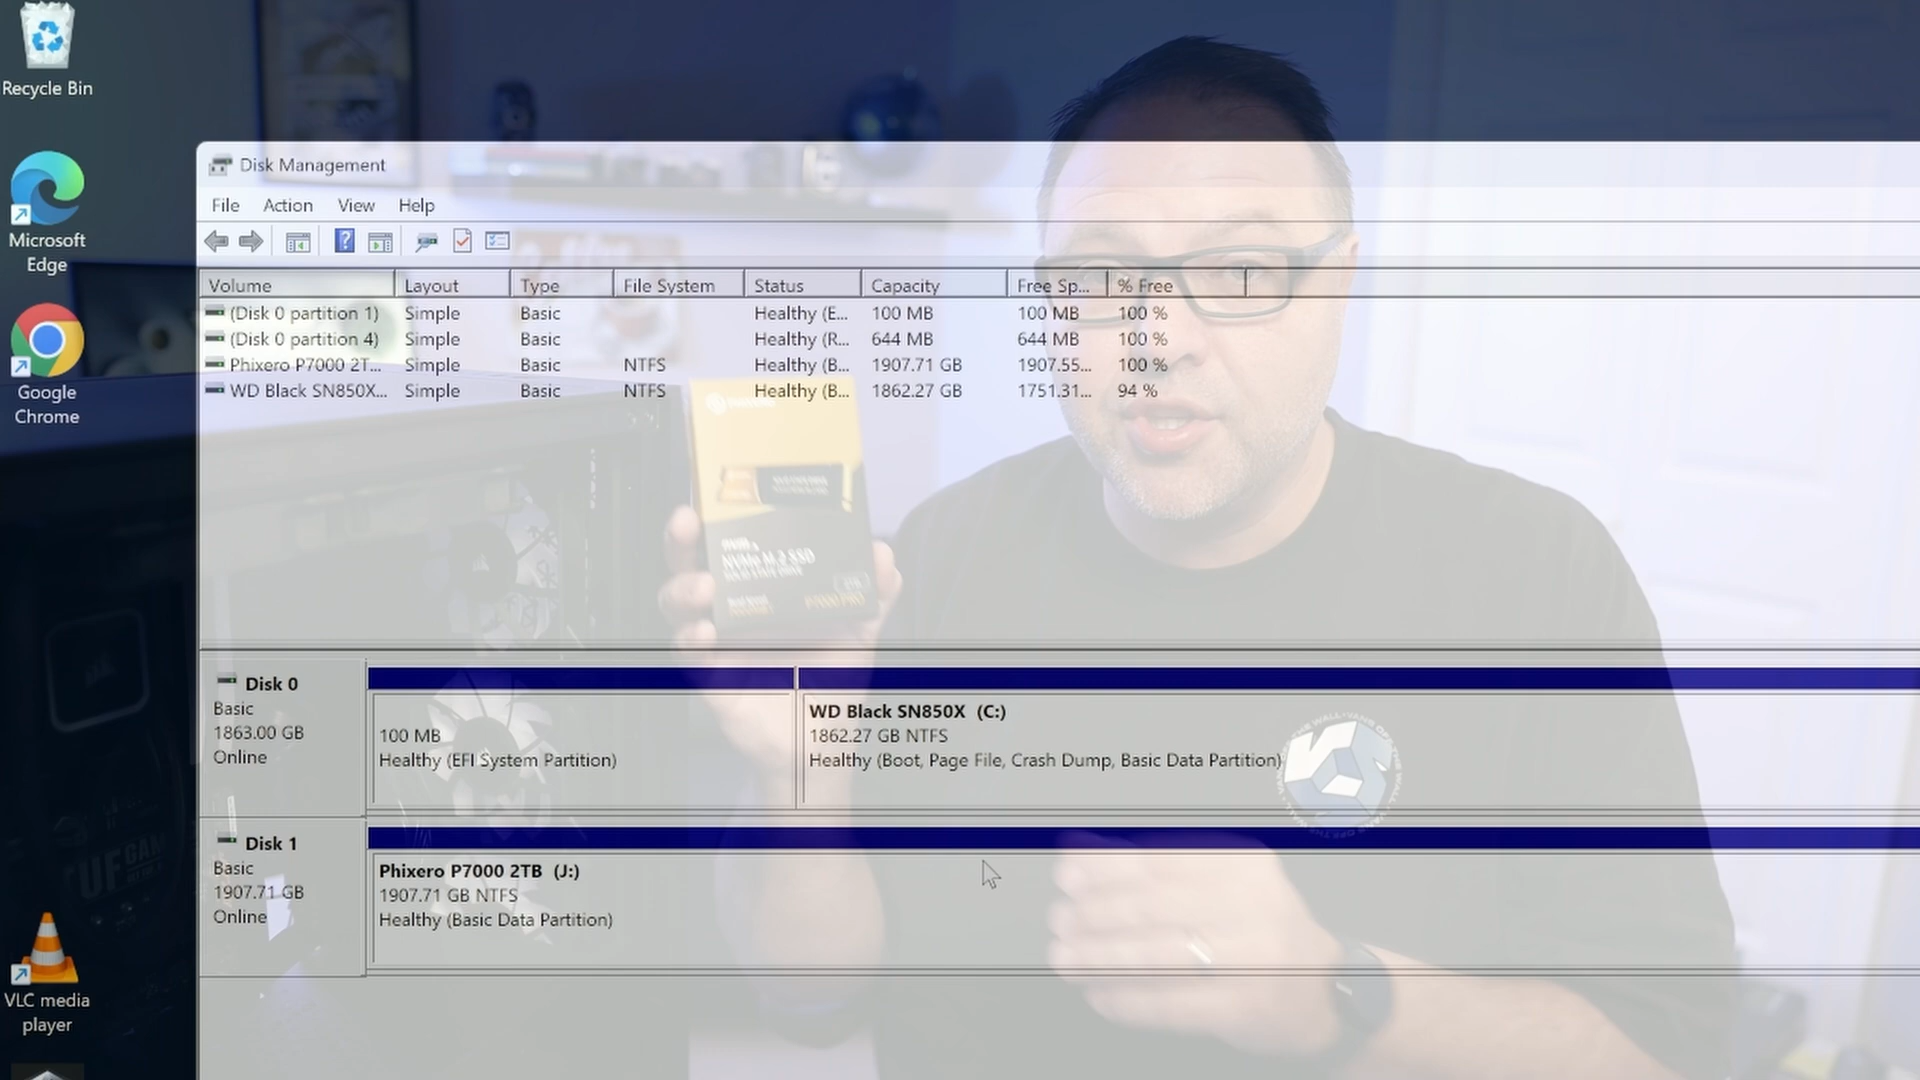 Recycle Bin
Microsoft
Edge
Google
Chrome
VLC media
player
Disk Management
File Action View Help
Volume Layout Type File System Status Capacity Free Sp... % Free
(Disk 0 partition 1) Simple Basic Healthy (E... 100 MB 100 MB 100 %
(Disk 0 partition 4) Simple Basic Healthy (R... 644 MB 644 MB 100 %
Phixero P7000 2T... Simple Basic NTFS Healthy (B... 1907.71 GB 1907.55... 100 %
WD Black SN850X... Simple Basic NTFS Healthy (B... 1862.27 GB 1751.31... 94 %
NVMe M.2 SSD
Disk 0
Basic
1863.00 GB
Online
100 MB
Healthy (EFI System Partition)
WD Black SN850X (C:)
1862.27 GB NTFS
Healthy (Boot, Page File, Crash Dump, Basic Data Partition)
Disk 1
Basic
1907.71 GB
Online
Phixero P7000 2TB (J:)
1907.71 GB NTFS
Healthy (Basic Data Partition)
TUF GAMING